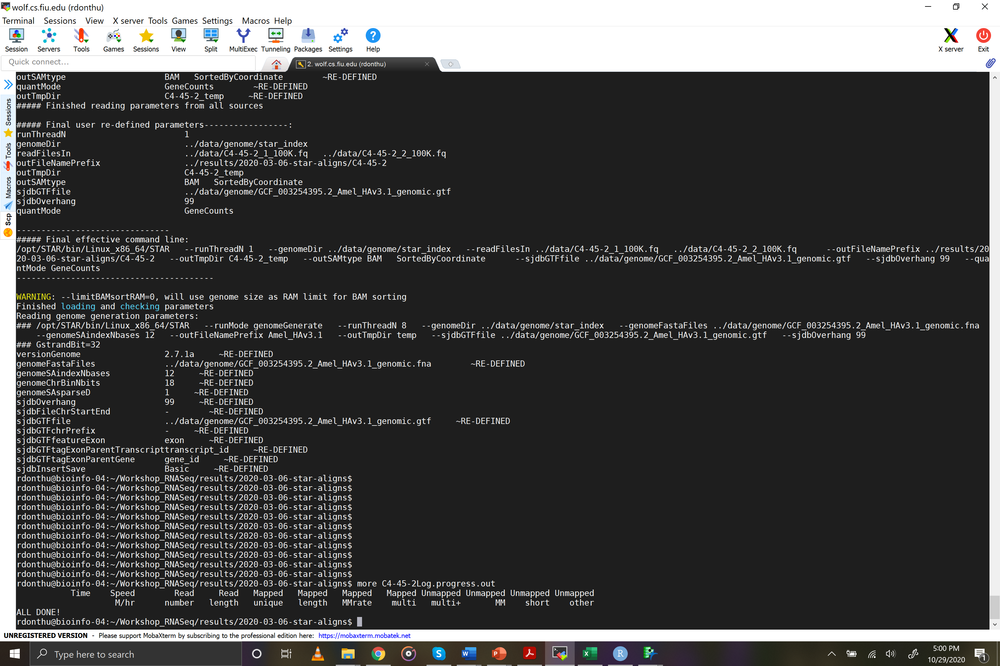 wolf.cs.fiu.edu (rdonthu)
Terminal Sessions View X server Tools Games Settings Macros Help
Session Servers Tools Games Sessions View Split MultiExec Tunneling Packages Settings Help X server Exit
Quick connect...
2. wolf.cs.fiu.edu (rdonthu)
Sessions
Tools
Macros
Scp
outSAMtype BAM SortedByCoordinate ~RE-DEFINED
quantMode GeneCounts ~RE-DEFINED
outTmpDir C4-45-2_temp ~RE-DEFINED
##### Finished reading parameters from all sources
##### Final user re-defined parameters-----------------:
runThreadN 1
genomeDir ../data/genome/star_index
readFilesIn ../data/C4-45-2_1_100K.fq ../data/C4-45-2_2_100K.fq
outFileNamePrefix ../results/2020-03-06-star-aligns/C4-45-2
outTmpDir C4-45-2_temp
outSAMtype BAM SortedByCoordinate
sjdbGTFfile ../data/genome/GCF_003254395.2_Amel_HAv3.1_genomic.gtf
sjdbOverhang 99
quantMode GeneCounts
-------------------------------
##### Final effective command line:
/opt/STAR/bin/Linux_x86_64/STAR --runThreadN 1 --genomeDir ../data/genome/star_index --readFilesIn ../data/C4-45-2_1_100K.fq ../data/C4-45-2_2_100K.fq --outFileNamePrefix ../results/20
20-03-06-star-aligns/C4-45-2 --outTmpDir C4-45-2_temp --outSAMtype BAM SortedByCoordinate --sjdbGTFfile ../data/genome/GCF_003254395.2_Amel_HAv3.1_genomic.gtf --sjdbOverhang 99 --qua
ntMode GeneCounts
----------------------------------------
WARNING: --limitBAMsortRAM=0, will use genome size as RAM limit for BAM sorting
Finished loading and checking parameters
Reading genome generation parameters:
### /opt/STAR/bin/Linux_x86_64/STAR --runMode genomeGenerate --runThreadN 8 --genomeDir ../data/genome/star_index --genomeFastaFiles ../data/genome/GCF_003254395.2_Amel_HAv3.1_genomic.fna
--genomeSAindexNbases 12 --outFileNamePrefix Amel_HAv3.1 --outTmpDir temp --sjdbGTFfile ../data/genome/GCF_003254395.2_Amel_HAv3.1_genomic.gtf --sjdbOverhang 99
### GstrandBit=32
versionGenome 2.7.1a ~RE-DEFINED
genomeFastaFiles ../data/genome/GCF_003254395.2_Amel_HAv3.1_genomic.fna ~RE-DEFINED
genomeSAindexNbases 12 ~RE-DEFINED
genomeChrBinNbits 18 ~RE-DEFINED
genomeSAsparseD 1 ~RE-DEFINED
sjdbOverhang 99 ~RE-DEFINED
sjdbFileChrStartEnd - ~RE-DEFINED
sjdbGTFfile ../data/genome/GCF_003254395.2_Amel_HAv3.1_genomic.gtf ~RE-DEFINED
sjdbGTFchrPrefix - ~RE-DEFINED
sjdbGTFfeatureExon exon ~RE-DEFINED
sjdbGTFtagExonParentTranscripttranscript_id ~RE-DEFINED
sjdbGTFtagExonParentGene gene_id ~RE-DEFINED
sjdbInsertSave Basic ~RE-DEFINED
rdonthu@bioinfo-04:~/Workshop_RNASeq/results/2020-03-06-star-aligns$
rdonthu@bioinfo-04:~/Workshop_RNASeq/results/2020-03-06-star-aligns$
rdonthu@bioinfo-04:~/Workshop_RNASeq/results/2020-03-06-star-aligns$
rdonthu@bioinfo-04:~/Workshop_RNASeq/results/2020-03-06-star-aligns$
rdonthu@bioinfo-04:~/Workshop_RNASeq/results/2020-03-06-star-aligns$
rdonthu@bioinfo-04:~/Workshop_RNASeq/results/2020-03-06-star-aligns$
rdonthu@bioinfo-04:~/Workshop_RNASeq/results/2020-03-06-star-aligns$
rdonthu@bioinfo-04:~/Workshop_RNASeq/results/2020-03-06-star-aligns$
rdonthu@bioinfo-04:~/Workshop_RNASeq/results/2020-03-06-star-aligns$
rdonthu@bioinfo-04:~/Workshop_RNASeq/results/2020-03-06-star-aligns$
rdonthu@bioinfo-04:~/Workshop_RNASeq/results/2020-03-06-star-aligns$
rdonthu@bioinfo-04:~/Workshop_RNASeq/results/2020-03-06-star-aligns$ more C4-45-2Log.progress.out
Time Speed Read Read Mapped Mapped Mapped Mapped Unmapped Unmapped Unmapped Unmapped
M/hr number length unique length MMrate multi multi+ MM short other
ALL DONE!
rdonthu@bioinfo-04:~/Workshop_RNASeq/results/2020-03-06-star-aligns$
UNREGISTERED VERSION - Please support MobaXterm by subscribing to the professional edition here: https://mobaxterm.mobatek.net
Type here to search
5:00 PM
10/29/2020
1